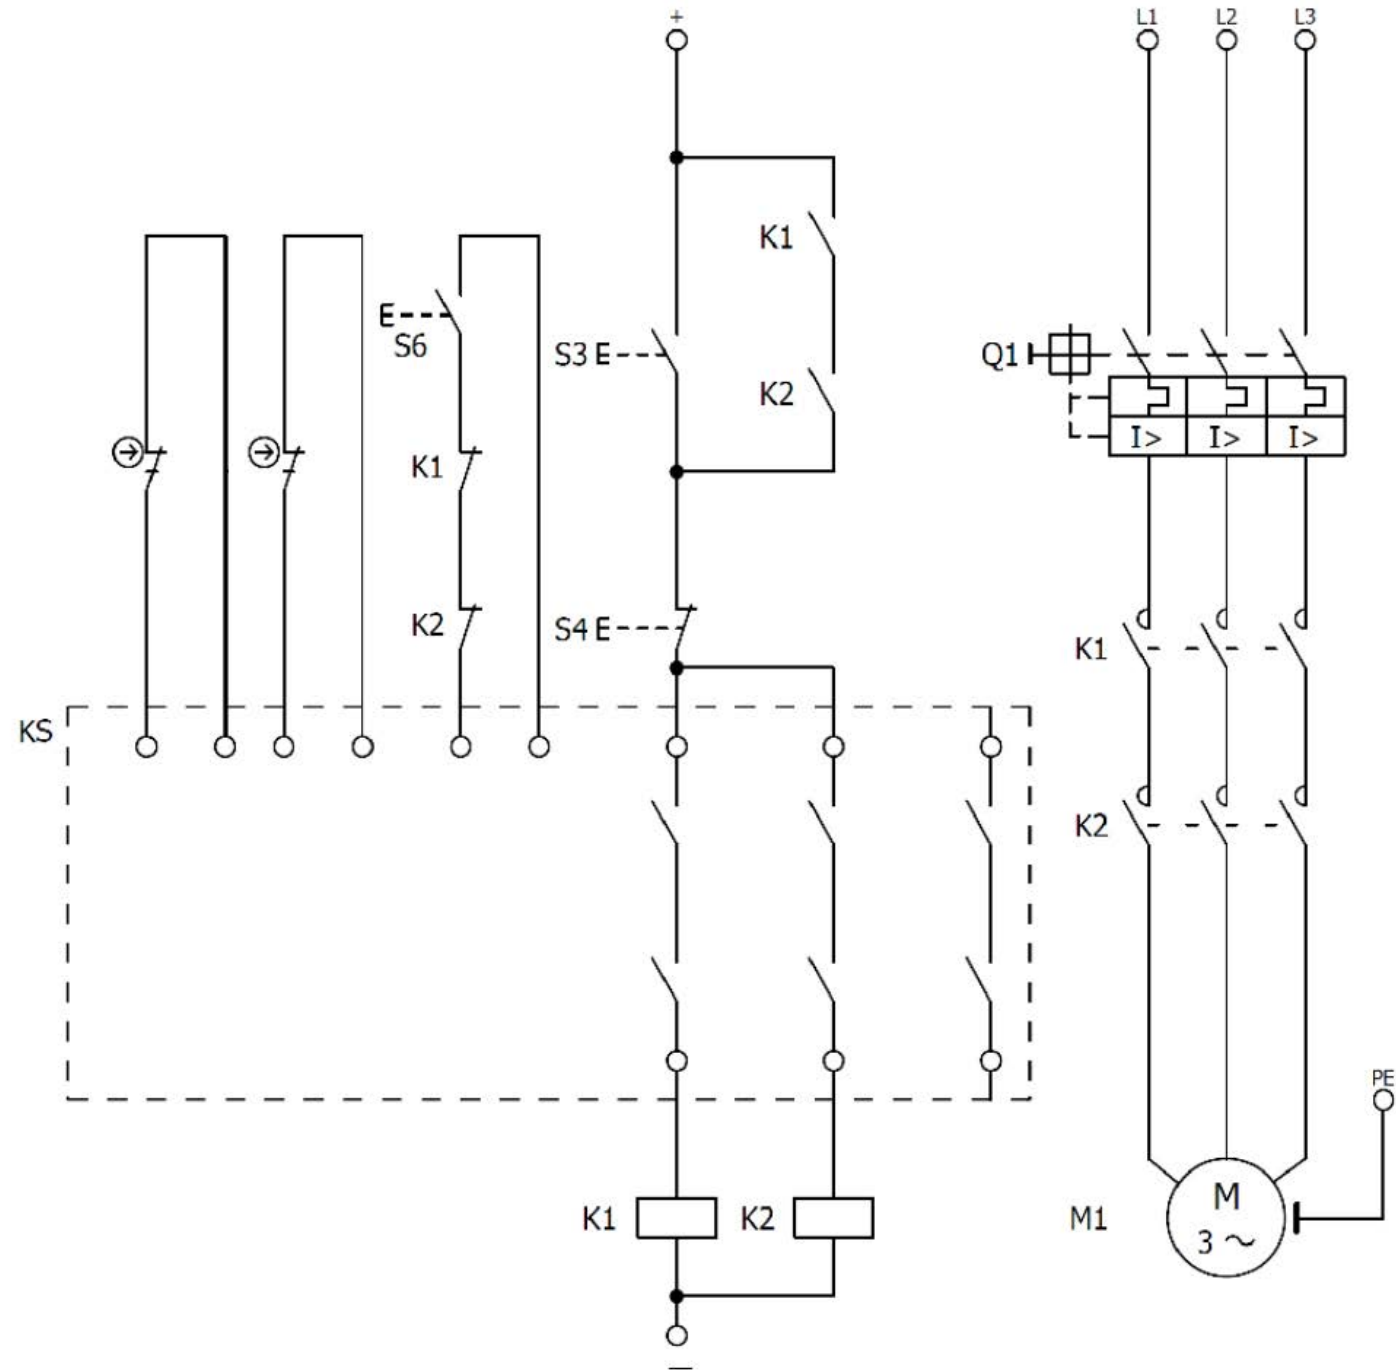 +
L1 L2 L3
K1
S6
S3 E
K2
Q1
I> I> I>
K1
K2
S4 E
K1
KS
K2
PE
K1
K2
M1
M
3 ~
—